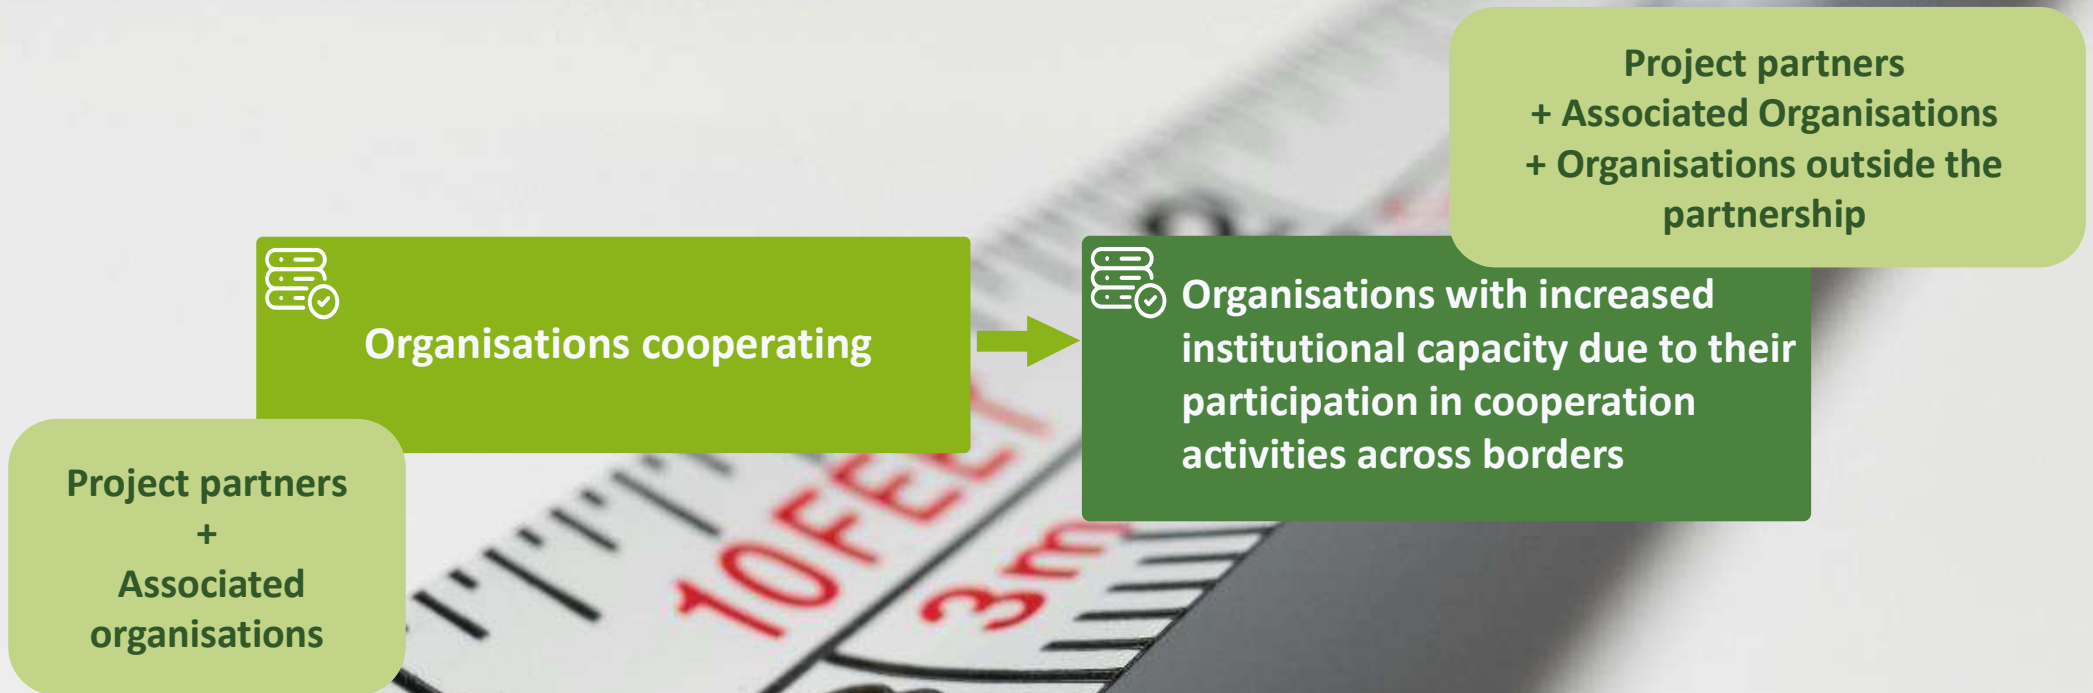 Project partners
+ Associated Organisations
+ Organisations outside the
partnership
Organisations cooperating
Organisations with increased
institutional capacity due to their
participation in cooperation
activities across borders
Project partners
+
Associated
organisations
10FEET
3m